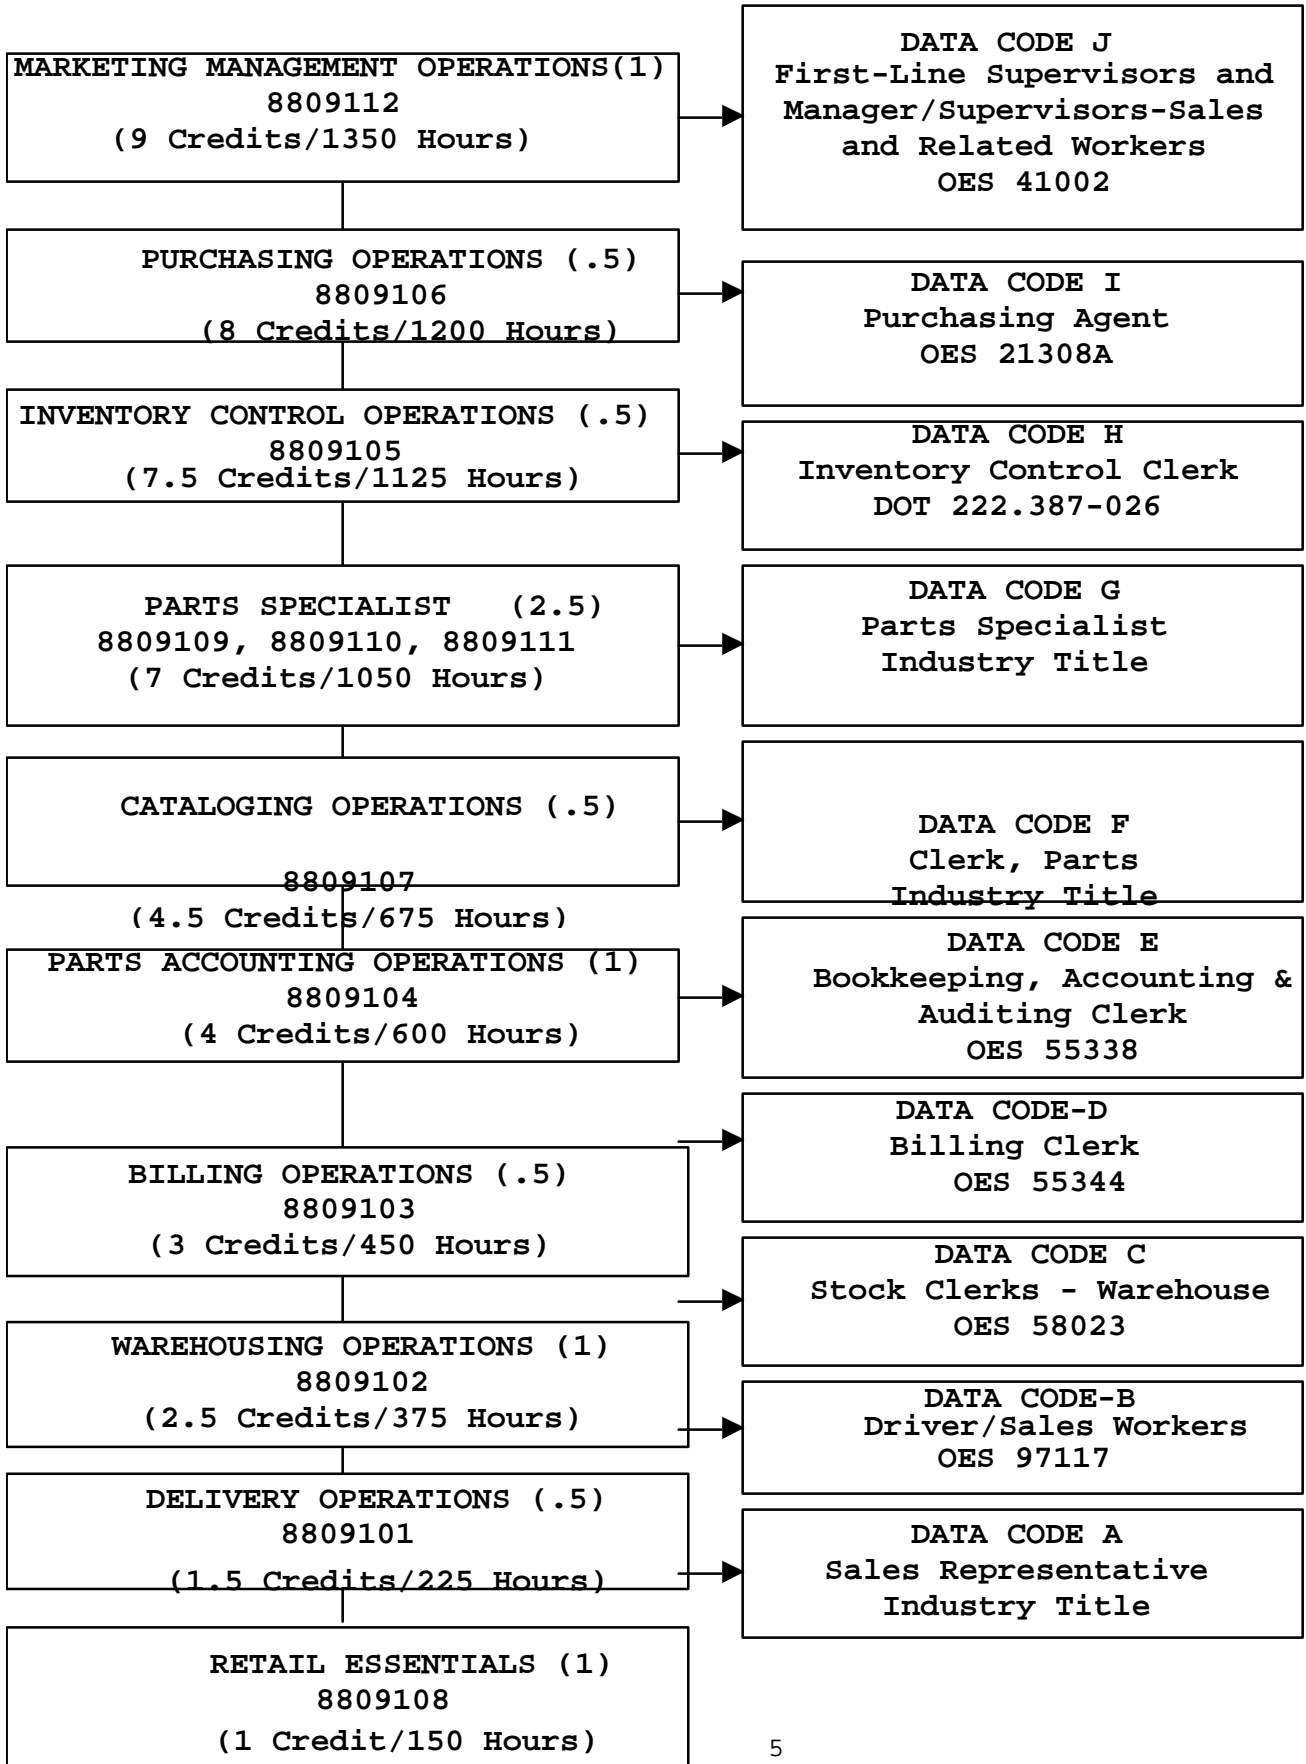 MARKETING MANAGEMENT OPERATIONS(1)
8809112
(9 Credits/1350 Hours)
DATA CODE J
First-Line Supervisors and
Manager/Supervisors-Sales
and Related Workers
OES 41002
PURCHASING OPERATIONS (.5)
8809106
(8 Credits/1200 Hours)
DATA CODE I
Purchasing Agent
OES 21308A
INVENTORY CONTROL OPERATIONS (.5)
8809105
(7.5 Credits/1125 Hours)
DATA CODE H
Inventory Control Clerk
DOT 222.387-026
PARTS SPECIALIST (2.5)
8809109, 8809110, 8809111
(7 Credits/1050 Hours)
DATA CODE G
Parts Specialist
Industry Title
CATALOGING OPERATIONS (.5)
8809107
(4.5 Credits/675 Hours)
DATA CODE F
Clerk, Parts
Industry Title
PARTS ACCOUNTING OPERATIONS (1)
8809104
(4 Credits/600 Hours)
DATA CODE E
Bookkeeping, Accounting &
Auditing Clerk
OES 55338
BILLING OPERATIONS (.5)
8809103
(3 Credits/450 Hours)
DATA CODE-D
Billing Clerk
OES 55344
WAREHOUSING OPERATIONS (1)
8809102
(2.5 Credits/375 Hours)
DATA CODE C
Stock Clerks - Warehouse
OES 58023
DELIVERY OPERATIONS (.5)
8809101
(1.5 Credits/225 Hours)
DATA CODE-B
Driver/Sales Workers
OES 97117
RETAIL ESSENTIALS (1)
8809108
(1 Credit/150 Hours)
DATA CODE A
Sales Representative
Industry Title
5